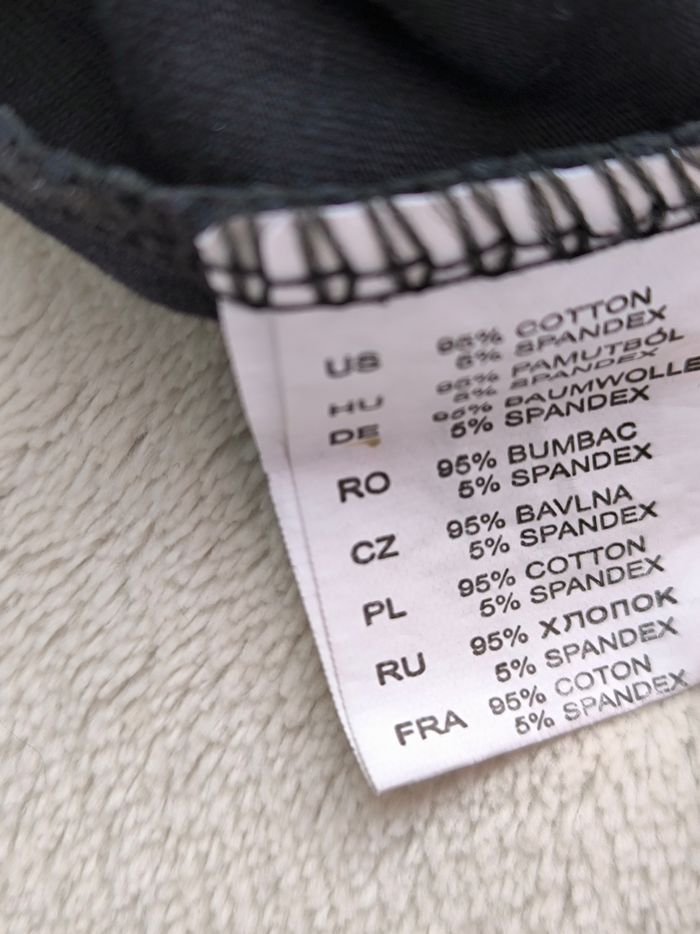 US 95% COTTON
5% SPANDEX
HU 95% PAMUTBÓL
5% SPANDEX
DE 95% BAUMWOLLE
5% SPANDEX
RO 95% BUMBAC
5% SPANDEX
CZ 95% BAVLNA
5% SPANDEX
PL 95% COTTON
5% SPANDEX
RU 95% ХЛОПОК
5% SPANDEX
FRA 95% COTON
5% SPANDEX